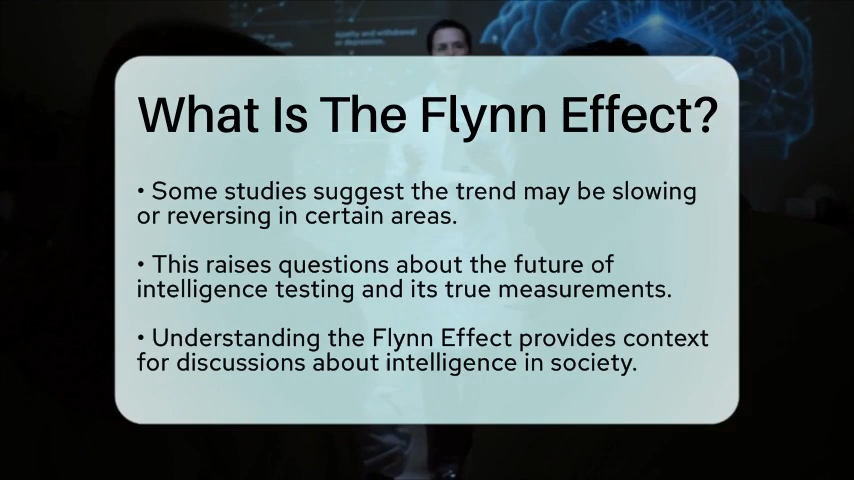 What Is The Flynn Effect?
• Some studies suggest the trend may be slowing
or reversing in certain areas.
• This raises questions about the future of
intelligence testing and its true measurements.
• Understanding the Flynn Effect provides context
for discussions about intelligence in society.